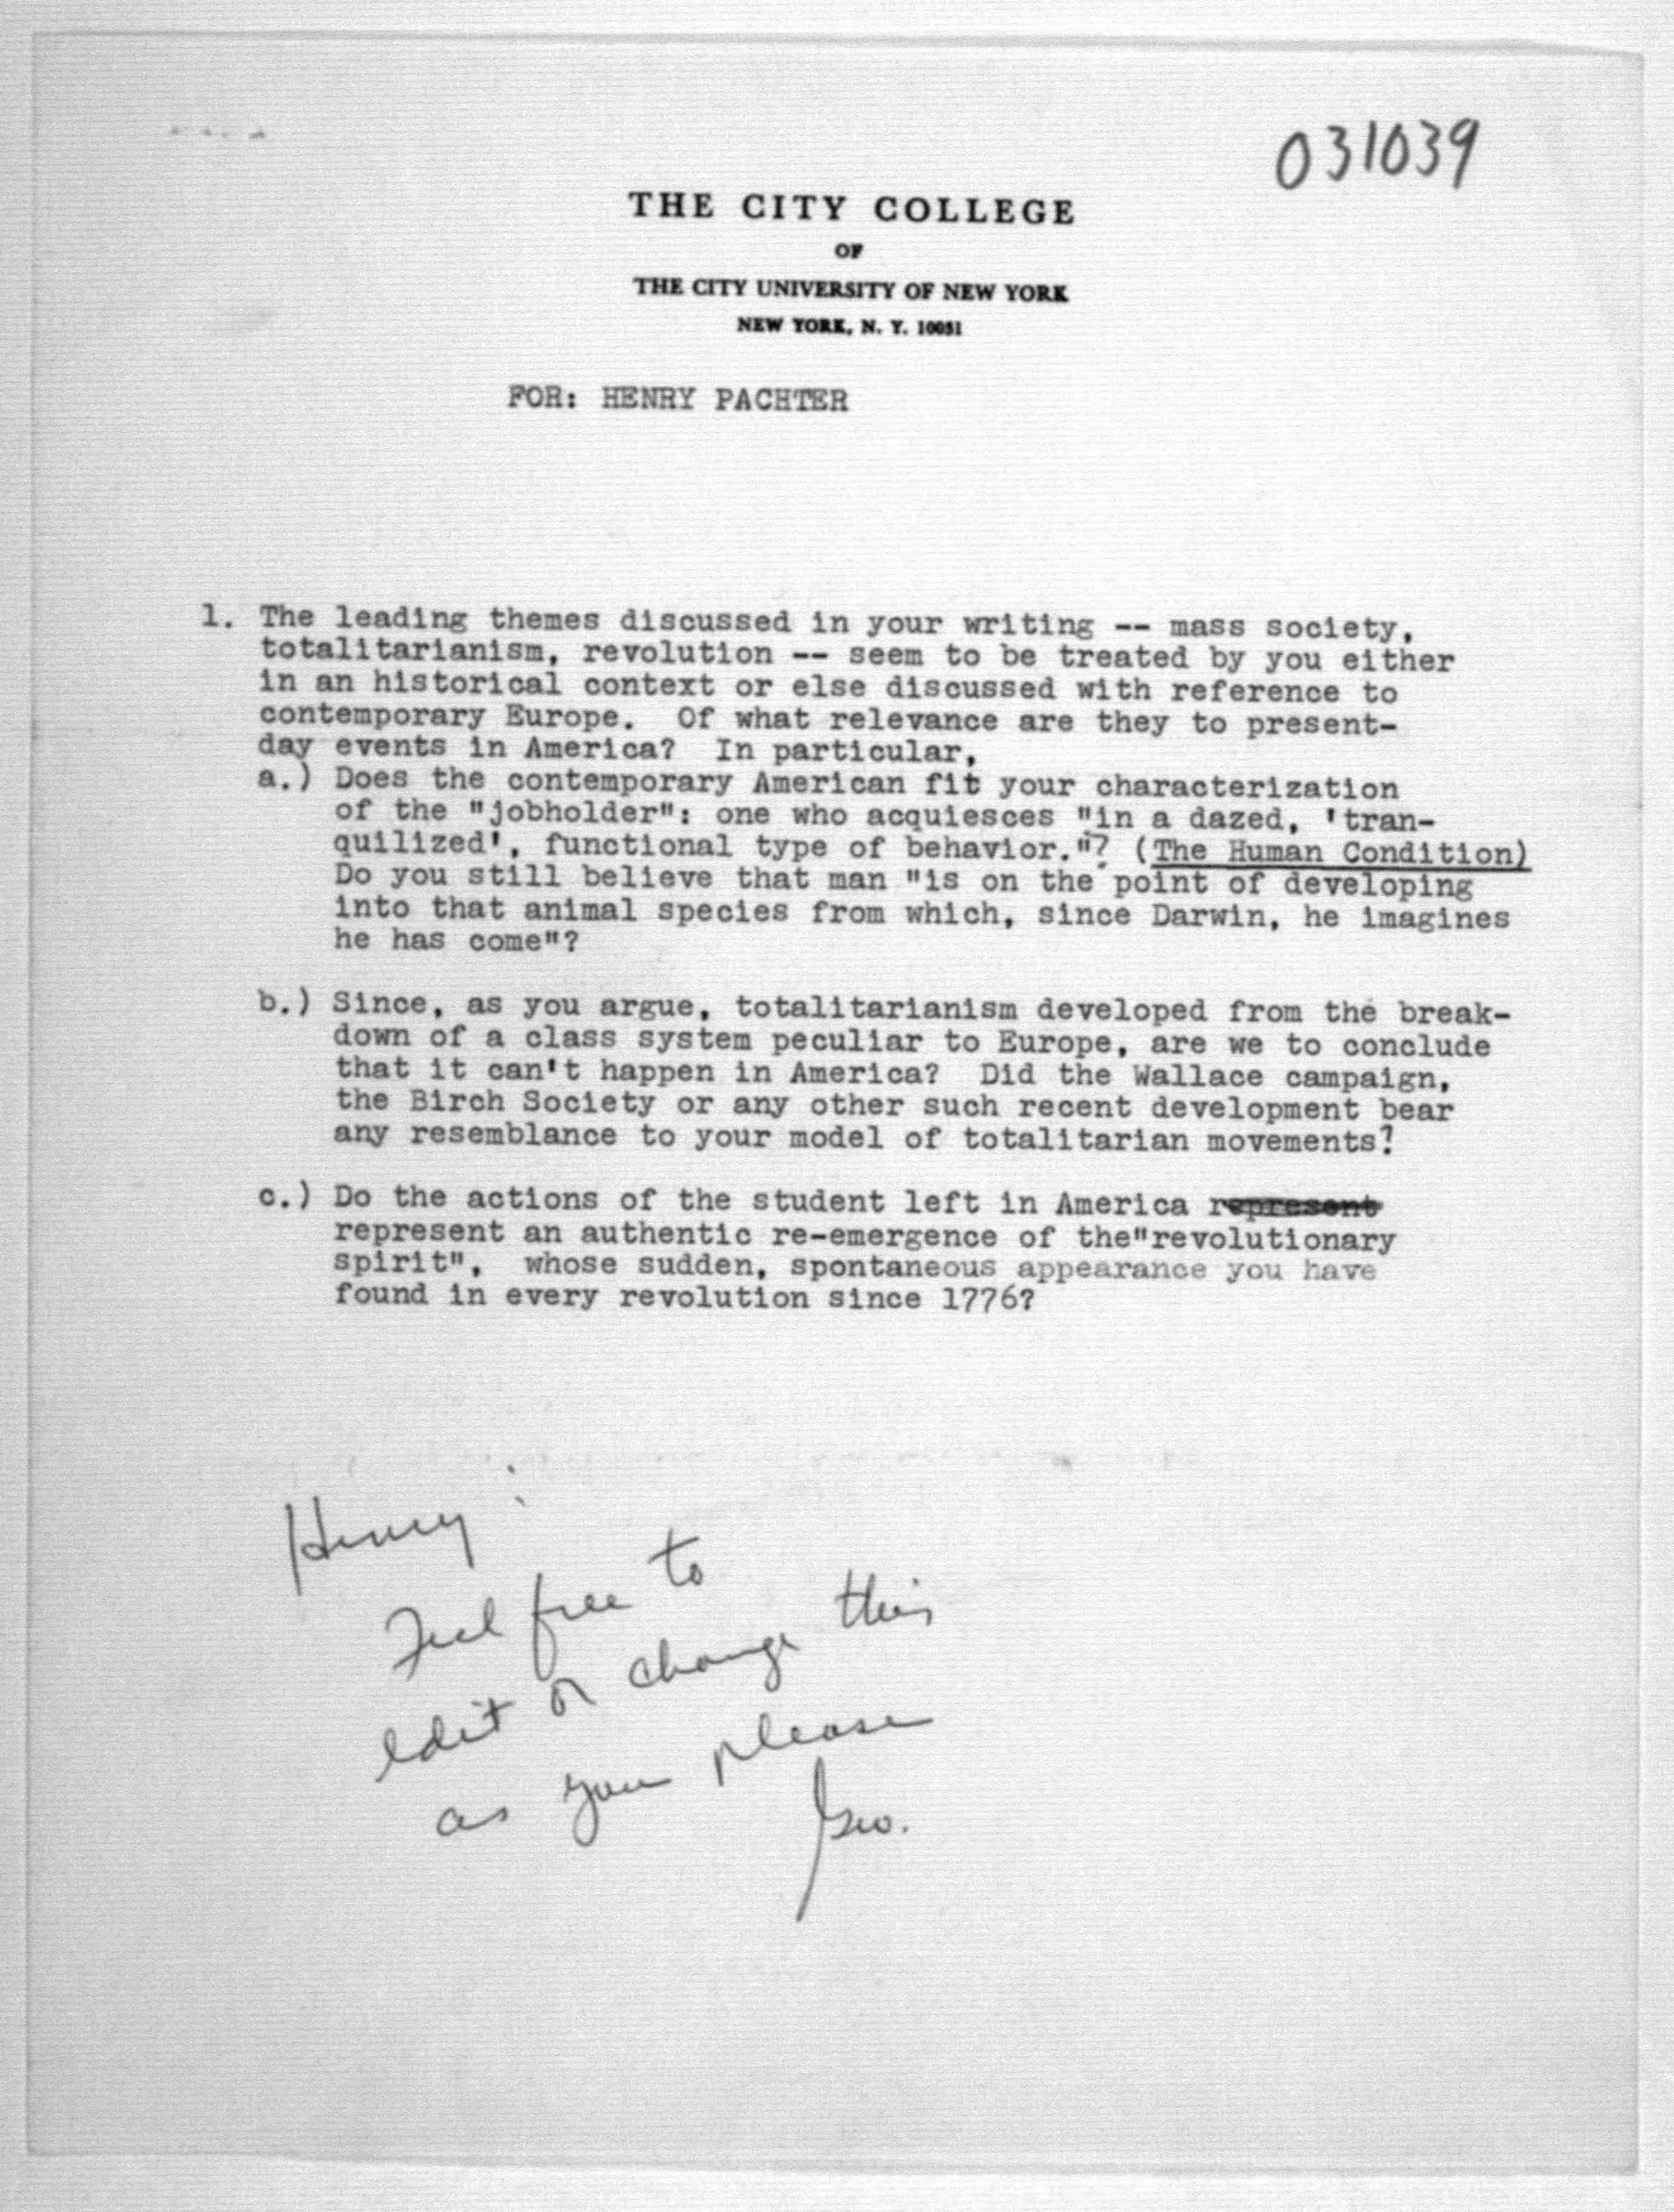 031039
THE CITY COLLEGE
OF
THE CITY UNIVERSITY OF NEW YORK
NEW YORK, N. Y. 10031
FOR: HENRY PACHTER
1. The leading themes discussed in your writing -- mass society,
totalitarianism, revolution -- seem to be treated by you either
in an historical context or else discussed with reference to
contemporary Europe. Of what relevance are they to present-
day events in America? In particular,
a.) Does the contemporary American fit your characterization
of the "jobholder": one who acquiesces "in a dazed, 'tran-
quilized', functional type of behavior."? (The Human Condition)
Do you still believe that man "is on the point of developing
into that animal species from which, since Darwin, he imagines
he has come"?
b.) Since, as you argue, totalitarianism developed from the break-
down of a class system peculiar to Europe, are we to conclude
that it can't happen in America? Did the Wallace campaign,
the Birch Society or any other such recent development bear
any resemblance to your model of totalitarian movements?
c.) Do the actions of the student left in America represent
represent an authentic re-emergence of the"revolutionary
spirit", whose sudden, spontaneous appearance you have
found in every revolution since 1776?
Henry:
Feel free to
edit or change this
as you please
Geo.